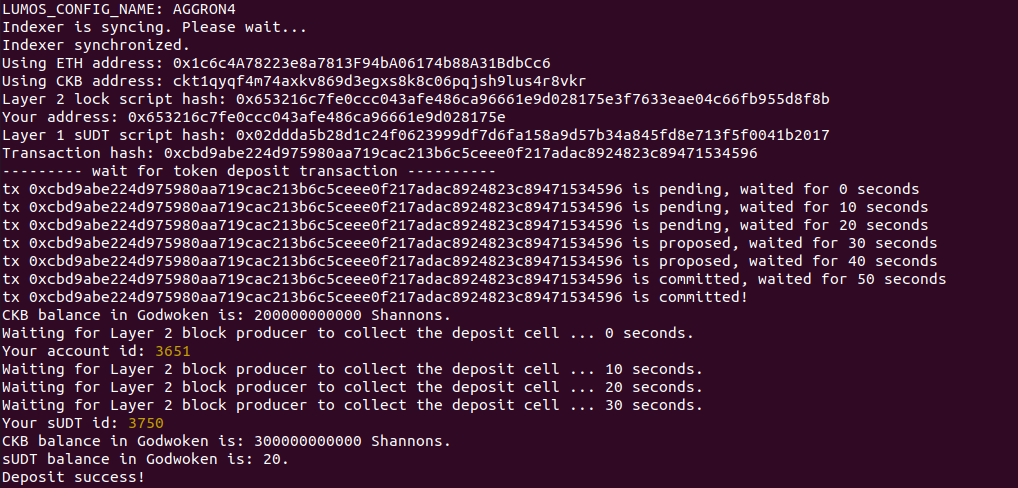 LUMOS_CONFIG_NAME: AGGRON4
Indexer is syncing. Please wait...
Indexer synchronized.
Using ETH address: 0x1c6c4A78223e8a7813F94bA06174b88A31BdbCc6
Using CKB address: ckt1qyqf4m74axkv869d3egxs8k8c06pqjsh9lus4r8vkr
Layer 2 lock script hash: 0x653216c7fe0ccc043afe486ca96661e9d028175e3f7633eae04c66fb955d8f8b
Your address: 0x653216c7fe0ccc043afe486ca96661e9d028175e
Layer 1 sUDT script hash: 0x02ddda5b28d1c24f0623999df7d6fa158a9d57b34a845fd8e713f5f0041b2017
Transaction hash: 0xcbd9abe224d975980aa719cac213b6c5ceee0f217adac8924823c89471534596
--------- wait for token deposit transaction ----------
tx 0xcbd9abe224d975980aa719cac213b6c5ceee0f217adac8924823c89471534596 is pending, waited for 0 seconds
tx 0xcbd9abe224d975980aa719cac213b6c5ceee0f217adac8924823c89471534596 is pending, waited for 10 seconds
tx 0xcbd9abe224d975980aa719cac213b6c5ceee0f217adac8924823c89471534596 is pending, waited for 20 seconds
tx 0xcbd9abe224d975980aa719cac213b6c5ceee0f217adac8924823c89471534596 is proposed, waited for 30 seconds
tx 0xcbd9abe224d975980aa719cac213b6c5ceee0f217adac8924823c89471534596 is proposed, waited for 40 seconds
tx 0xcbd9abe224d975980aa719cac213b6c5ceee0f217adac8924823c89471534596 is committed, waited for 50 seconds
tx 0xcbd9abe224d975980aa719cac213b6c5ceee0f217adac8924823c89471534596 is committed!
CKB balance in Godwoken is: 200000000000 Shannons.
Waiting for Layer 2 block producer to collect the deposit cell ... 0 seconds.
Your account id: 3651
Waiting for Layer 2 block producer to collect the deposit cell ... 10 seconds.
Waiting for Layer 2 block producer to collect the deposit cell ... 20 seconds.
Waiting for Layer 2 block producer to collect the deposit cell ... 30 seconds.
Your sUDT id: 3750
CKB balance in Godwoken is: 300000000000 Shannons.
sUDT balance in Godwoken is: 20.
Deposit success!